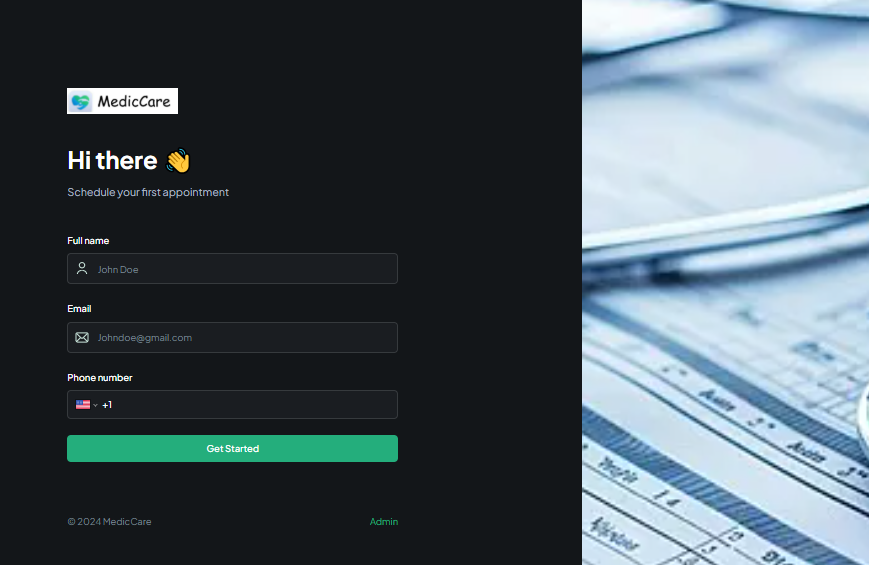 MedicCare
Hi there 👋
Schedule your first appointment
Full name
John Doe
Email
Johndoe@gmail.com
Phone number
+1
Get Started
© 2024 MedicCare
Admin